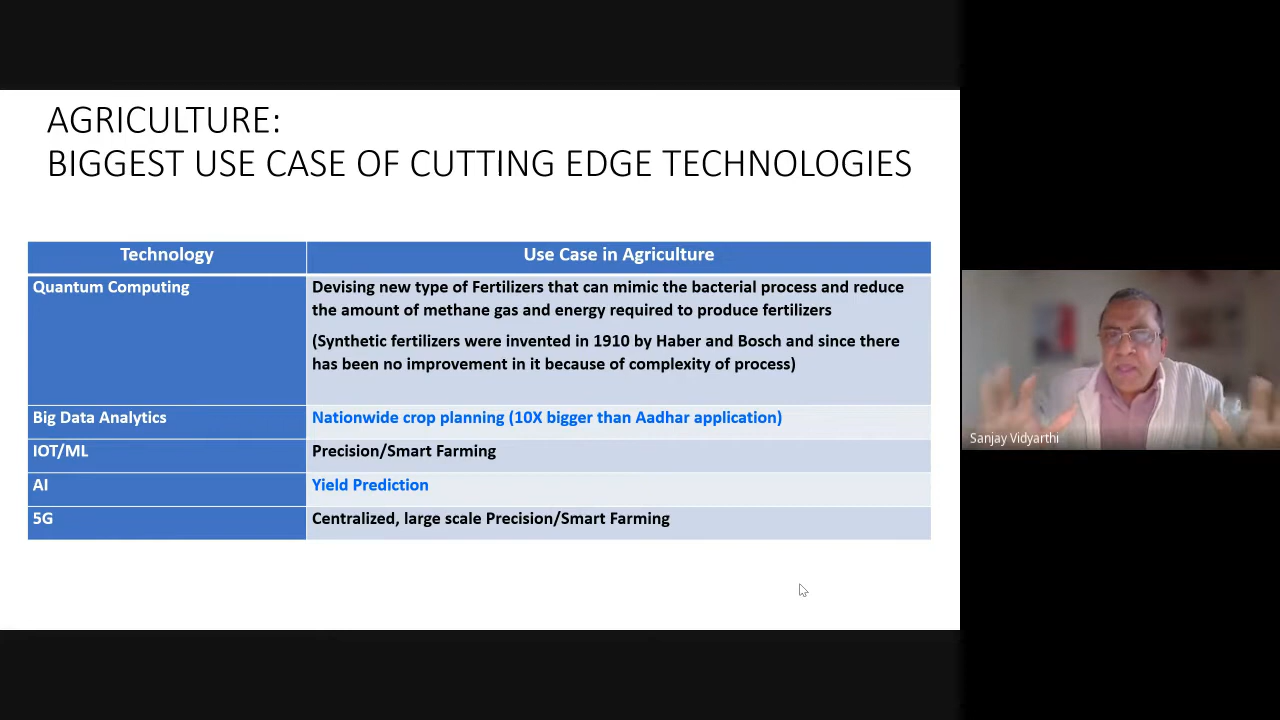 AGRICULTURE:
BIGGEST USE CASE OF CUTTING EDGE TECHNOLOGIES
Technology
Use Case in Agriculture
Quantum Computing
Devising new type of Fertilizers that can mimic the bacterial process and reduce
the amount of methane gas and energy required to produce fertilizers
(Synthetic fertilizers were invented in 1910 by Haber and Bosch and since there
has been no improvement in it because of complexity of process)
Big Data Analytics
Nationwide crop planning (10X bigger than Aadhar application)
IOT/ML
Precision/Smart Farming
AI
Yield Prediction
5G
Centralized, large scale Precision/Smart Farming
Sanjay Vidyarthi